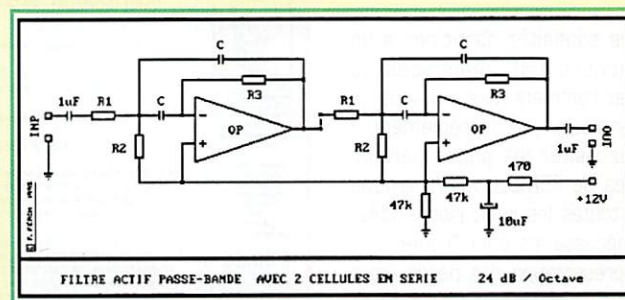 C
C
R3
R3
1uF
R1
C
R1
C
INP
OP
OP
R2
R2
1uF
OUT
47k
470
+12V
47k
10uF
FILTRE ACTIF PASSE-BANDE AVEC 2 CELLULES EN SERIE 24 dB / Octave